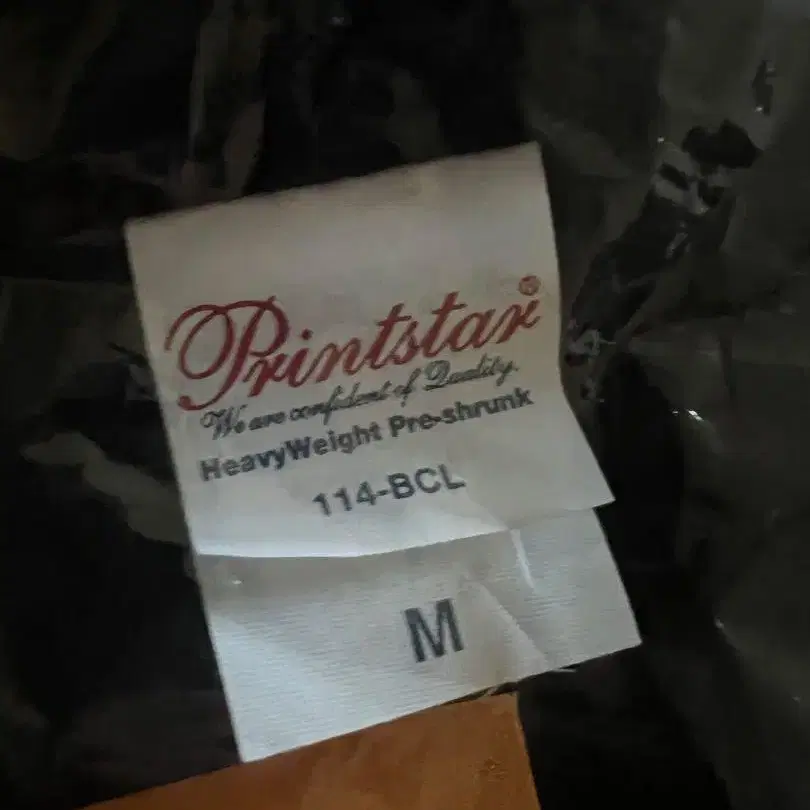 Printstar®
We are confident of Quality.
HeavyWeight Pre-shrunk
114-BCL
M